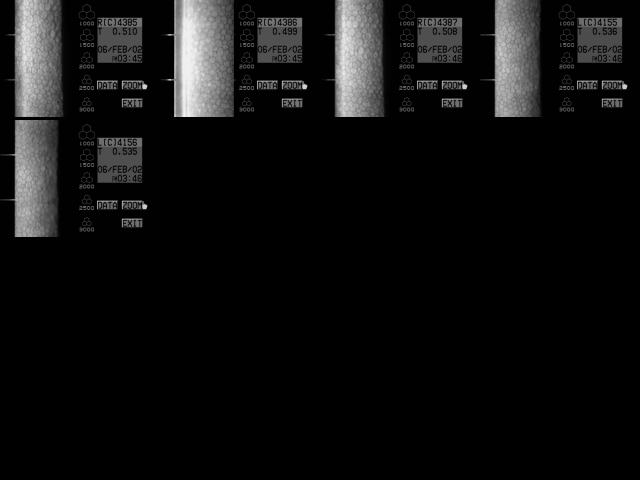 R(C)4385
1000
T 0.510
1500
06/FEB/02
PM03:45
2000
2500
DATA ZOOM
3000
EXIT
R(C)4386
1000
T 0.499
1500
06/FEB/02
PM03:45
2000
2500
DATA ZOOM
3000
EXIT
R(C)4387
1000
T 0.508
1500
06/FEB/02
PM03:46
2000
2500
DATA ZOOM
3000
EXIT
L(C)4155
1000
T 0.536
1500
06/FEB/02
PM03:46
2000
2500
DATA ZOOM
3000
EXIT
L(C)4156
1000
T 0.535
1500
06/FEB/02
PM03:46
2000
2500
DATA ZOOM
3000
EXIT